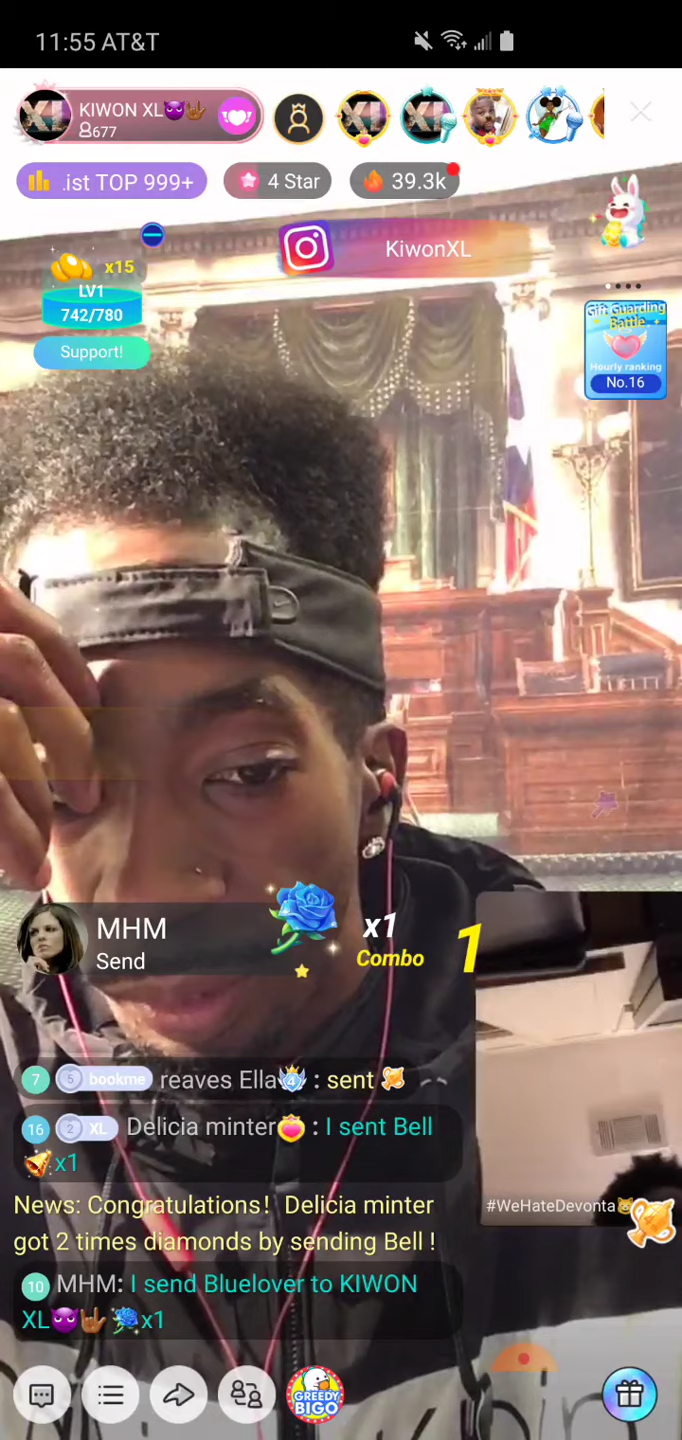 11:55 AT&T
XL KIWON XL😈🤟
677
.ist TOP 999+ 4 Star 39.3k
KiwonXL
x15
LV1
742/780
Support!
Gift Guarding
Battle
Hourly ranking
No.16
MHM
Send
x1
Combo 1
7 5 bookme reaves Ella 4 : sent
16 2 XL Delicia minter : I sent Bell
x1
News: Congratulations! Delicia minter
got 2 times diamonds by sending Bell !
#WeHateDevonta
10 MHM: I send Bluelover to KIWON
XL😈🤟 x1
GREEDY
BIGO